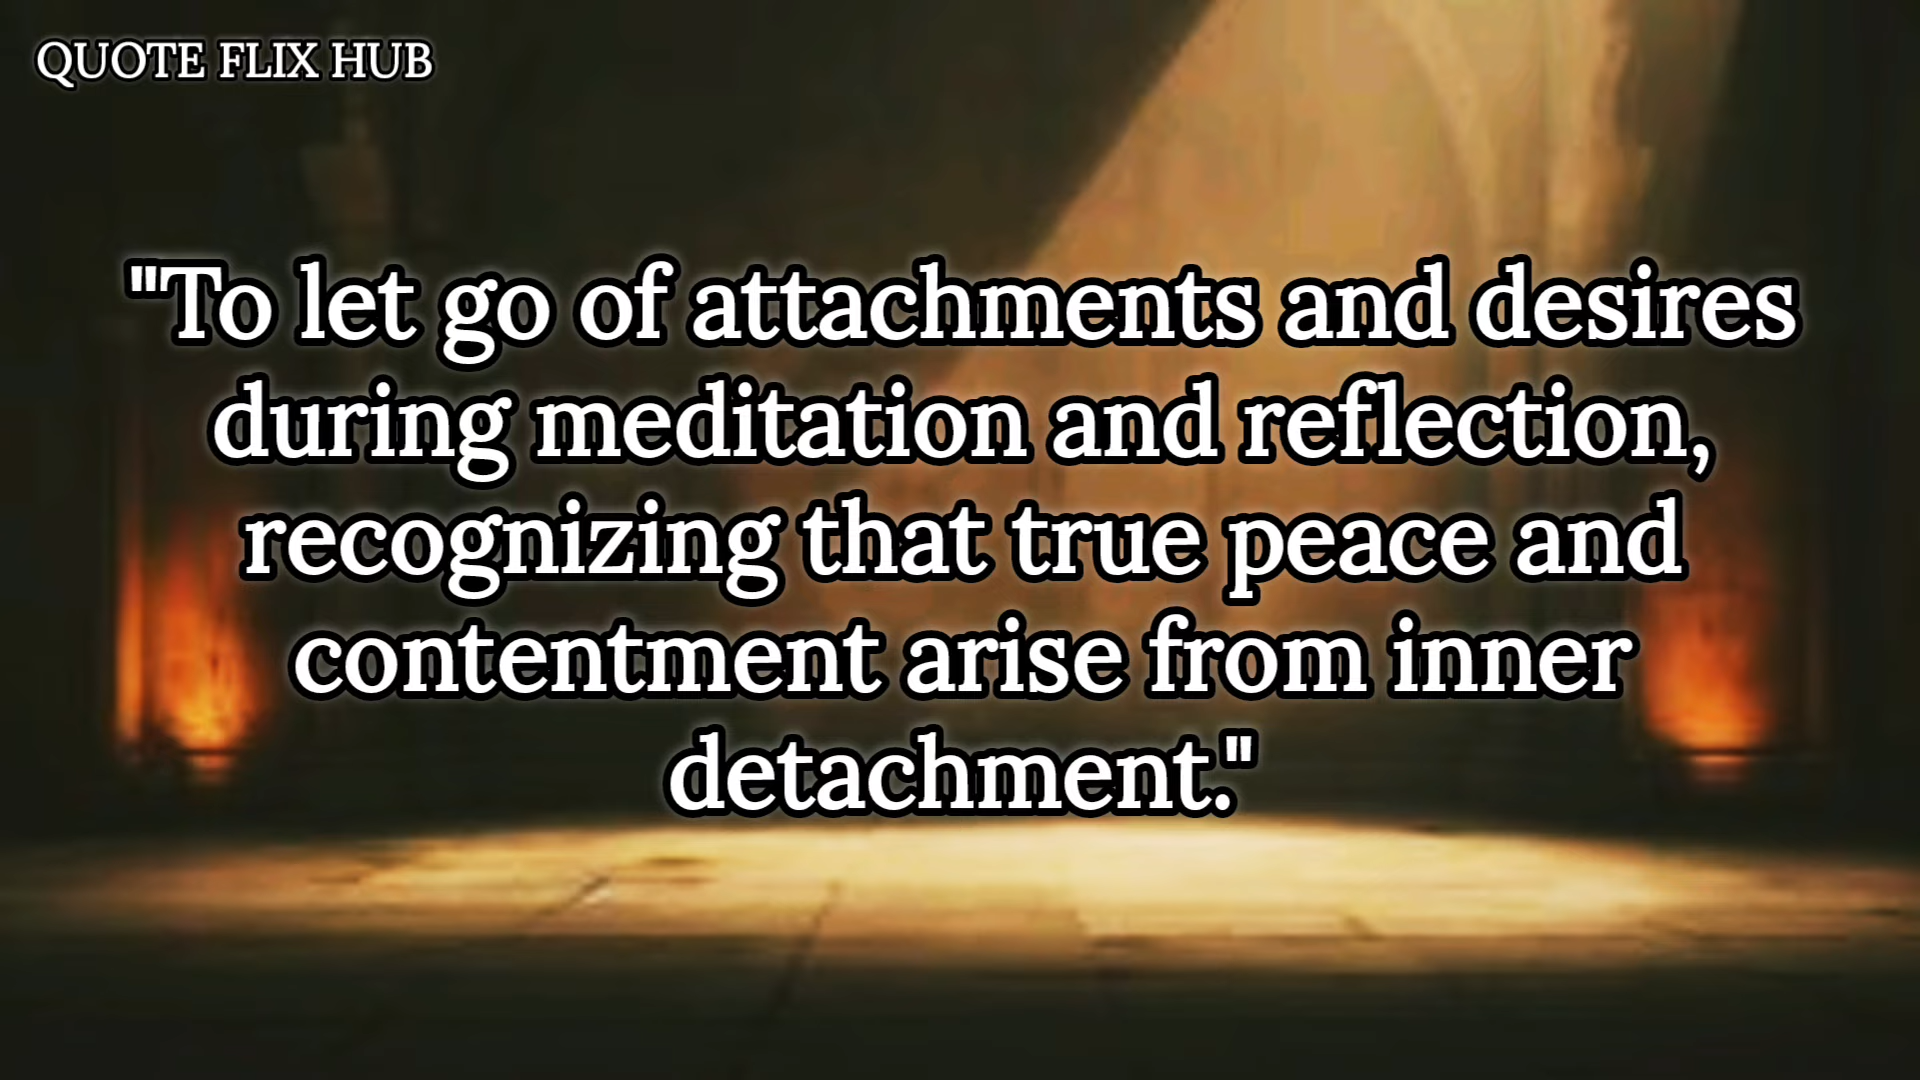 QUOTE FLIX HUB
"To let go of attachments and desires
during meditation and reflection,
recognizing that true peace and
contentment arise from inner
detachment."